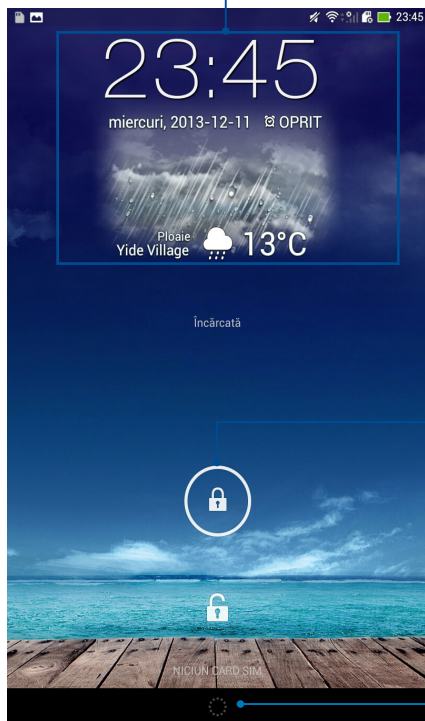 23:45
23:45
miercuri, 2013-12-11 OPRIT
Ploaie
Yide Village
13°C
Încărcată
NICIUN CARD SIM